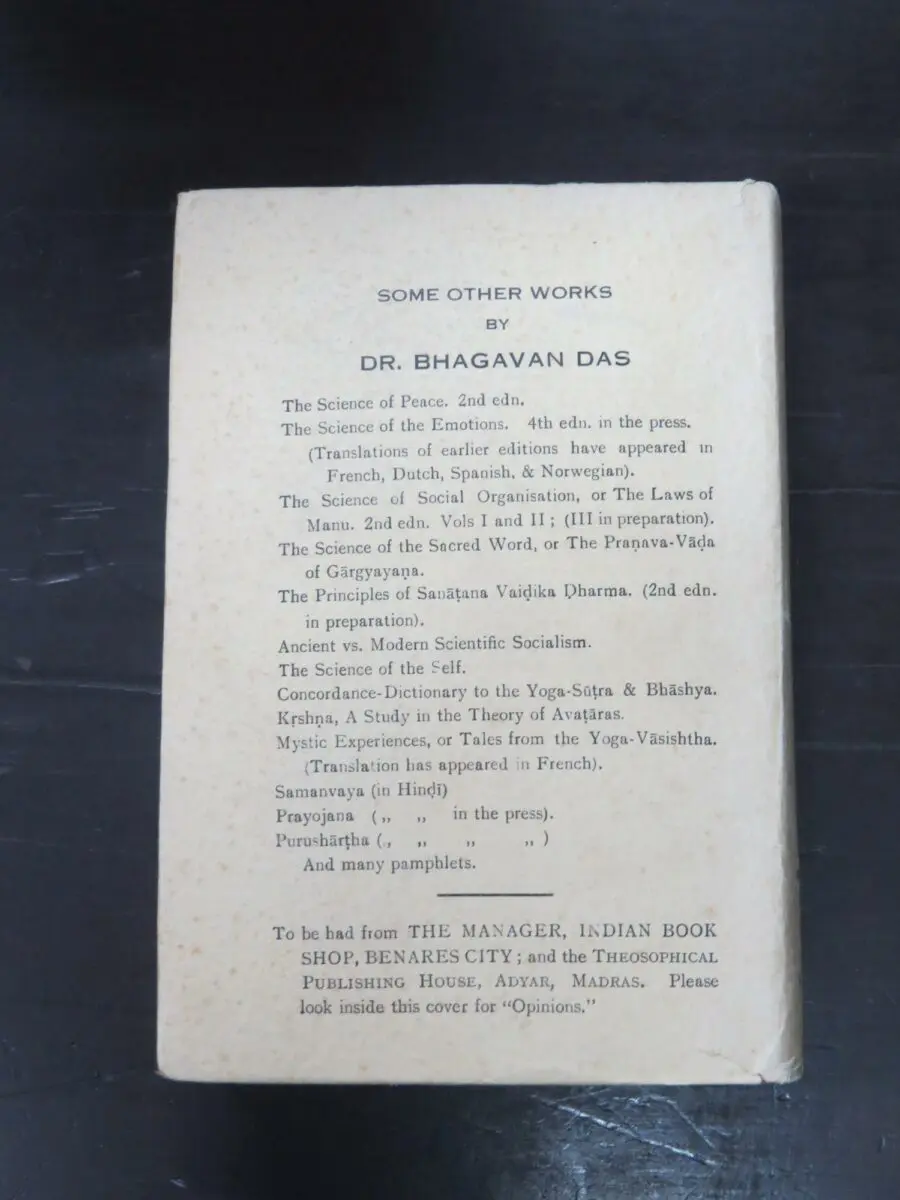 SOME OTHER WORKS
BY
DR. BHAGAVAN DAS
The Science of Peace. 2nd edn.
The Science of the Emotions. 4th edn. in the press.
(Translations of earlier editions have appeared in
French, Dutch, Spanish, & Norwegian).
The Science of Social Organisation, or The Laws of
Manu. 2nd edn. Vols I and II ; (III in preparation).
The Science of the Sacred Word, or The Praṇava-Vāḍa
of Gārgyayaṇa.
The Principles of Sanāṭana Vaiḍika Ḍharma. (2nd edn.
in preparation).
Ancient vs. Modern Scientific Socialism.
The Science of the Self.
Concordance-Dictionary to the Yoga-Sūṭra & Bhāshya.
Kṛshṇa, A Study in the Theory of Avaṭāras.
Mystic Experiences, or Tales from the Yoga-Vāsishtha.
(Translation has appeared in French).
Samanvaya (in Hinḍī)
Prayojana ( „ „ in the press).
Purushārṭha ( „ „ „ „ )
And many pamphlets.
To be had from THE MANAGER, INDIAN BOOK
SHOP, BENARES CITY ; and the THEOSOPHICAL
PUBLISHING HOUSE, ADYAR, MADRAS. Please
look inside this cover for “Opinions.”